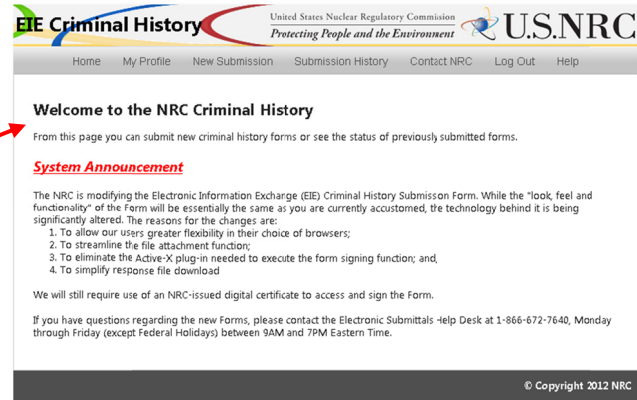 EIE Criminal History
United States Nuclear Regulatory Commission
Protecting People and the Environment
U.S.NRC
Home My Profile New Submission Submission History Contact NRC Log Out Help
Welcome to the NRC Criminal History
From this page you can submit new criminal history forms or see the status of previously submitted forms.
System Announcement
The NRC is modifying the Electronic Information Exchange (EIE) Criminal History Submisson Form. While the "look, feel and
functionality" of the Form will be essentially the same as you are currently accustomed, the technology behind it is being
significantly altered. The reasons for the changes are:
1. To allow our users greater flexibility in their choice of browsers;
2. To streamline the file attachment function;
3. To eliminate the Active-X plug-in needed to execute the form signing function; and,
4. To simplify response file download
We will still require use of an NRC-issued digital certificate to access and sign the Form.
If you have questions regarding the new Forms, please contact the Electronic Submittals Help Desk at 1-866-672-7640, Monday
through Friday (except Federal Holidays) between 9AM and 7PM Eastern Time.
© Copyright 2012 NRC